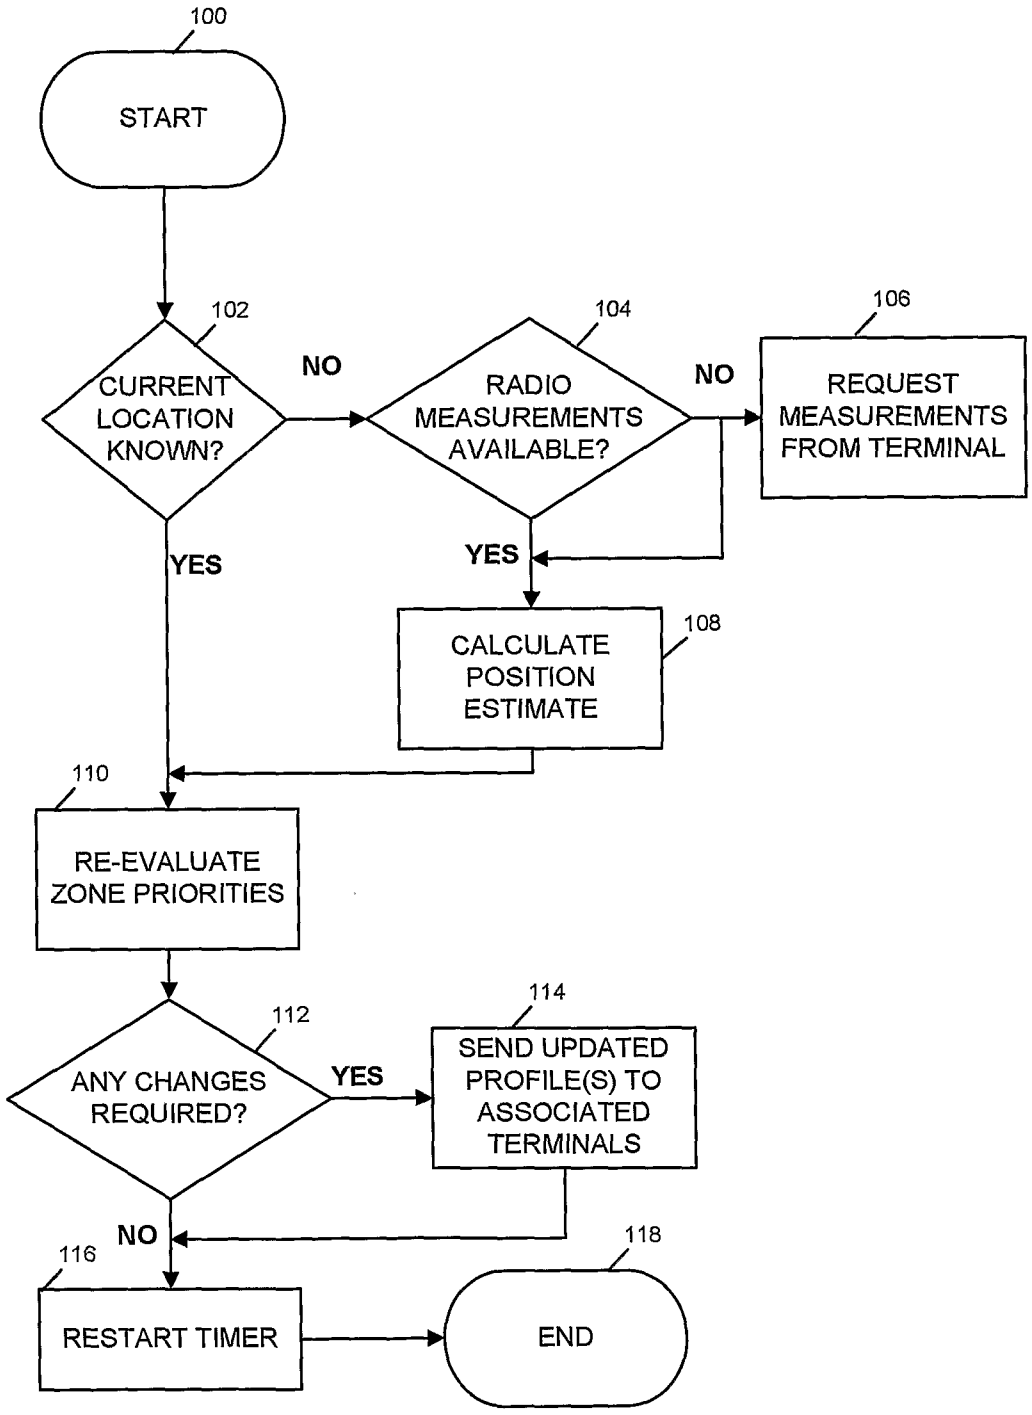 100
START
102
CURRENT
LOCATION
KNOWN?
NO
104
RADIO
MEASUREMENTS
AVAILABLE?
NO
106
REQUEST
MEASUREMENTS
FROM TERMINAL
YES
YES
108
CALCULATE
POSITION
ESTIMATE
110
RE-EVALUATE
ZONE PRIORITIES
112
ANY CHANGES
REQUIRED?
YES
114
SEND UPDATED
PROFILE(S) TO
ASSOCIATED
TERMINALS
NO
116
RESTART TIMER
118
END